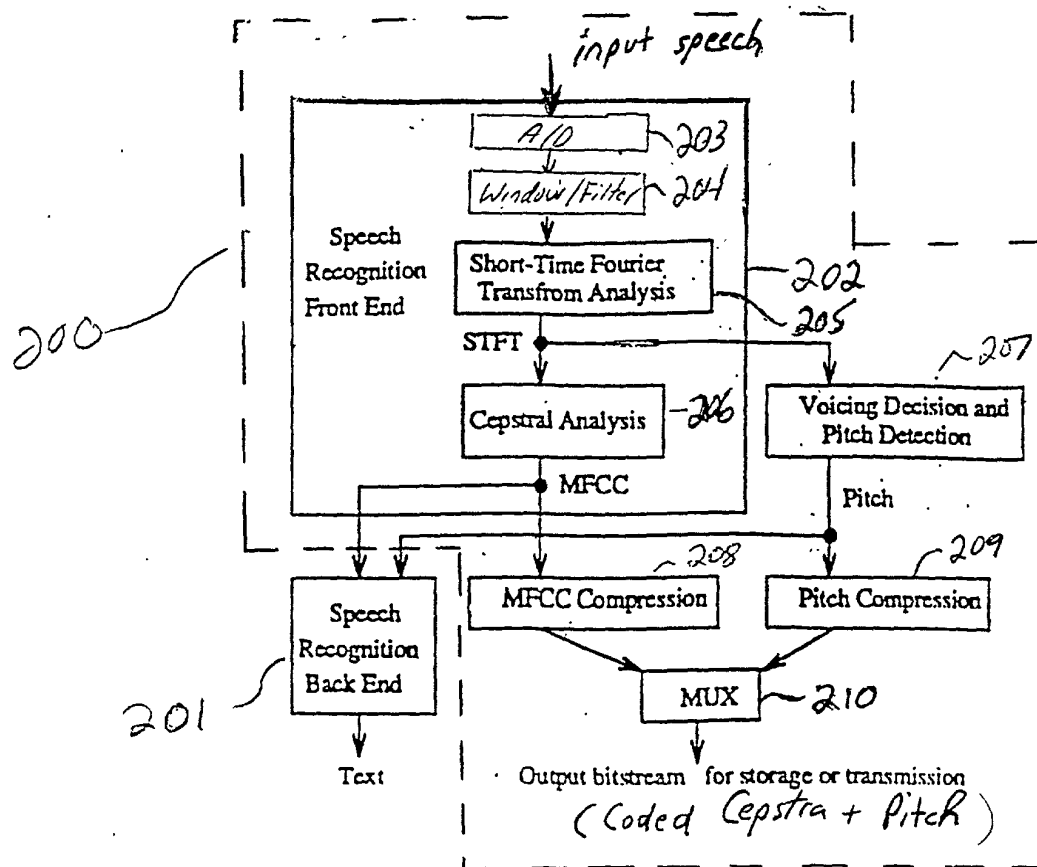 input speech
A/D
203
Window/Filter
204
Speech
Recognition
Front End
Short-Time Fourier
Transfrom Analysis
202
205
200
STFT
207
Cepstral Analysis
206
Voicing Decision and
Pitch Detection
MFCC
Pitch
208
209
Speech
Recognition
Back End
MFCC Compression
Pitch Compression
201
MUX
210
Text
Output bitstream for storage or transmission
(Coded Cepstra + Pitch)